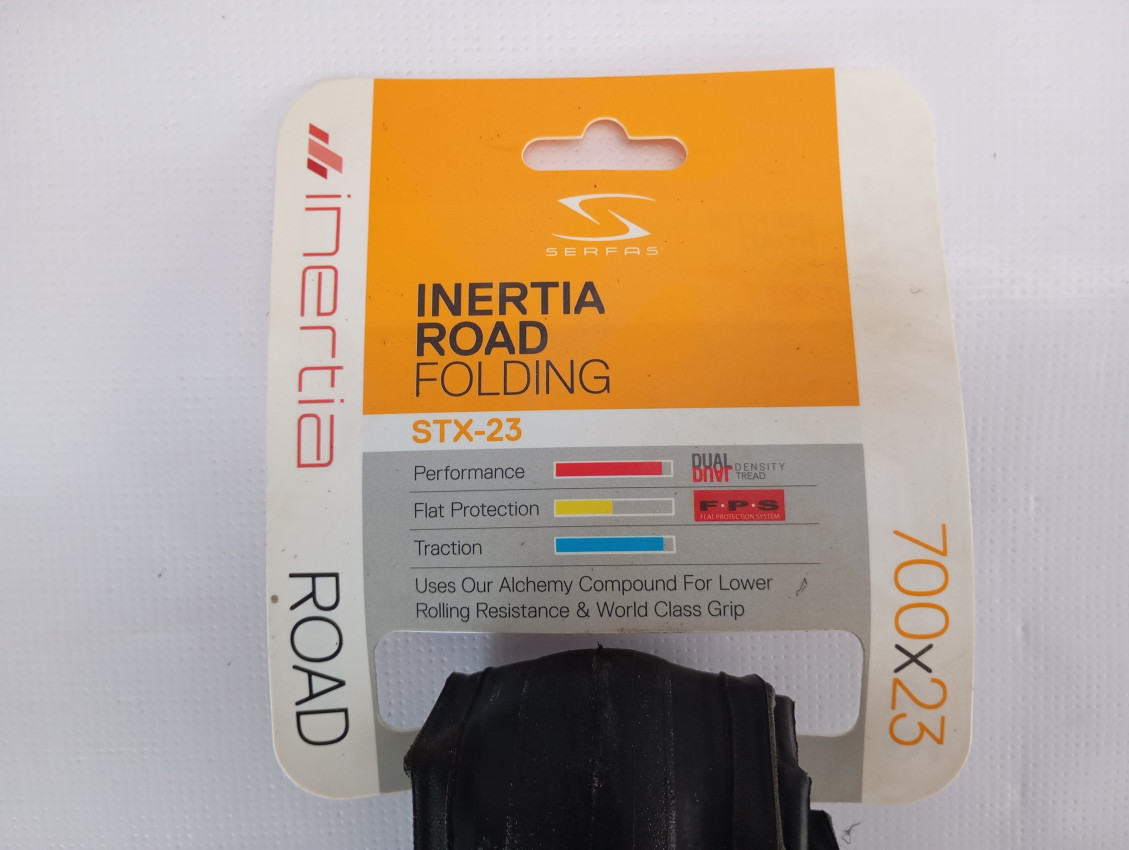 SERFAS
INERTIA
ROAD
FOLDING
STX-23
Performance
DUAL DENSITY
DUAL TREAD
Flat Protection
F·P·S
FLAT PROTECTION SYSTEM
Traction
Uses Our Alchemy Compound For Lower
Rolling Resistance & World Class Grip
inertia
ROAD
700x23